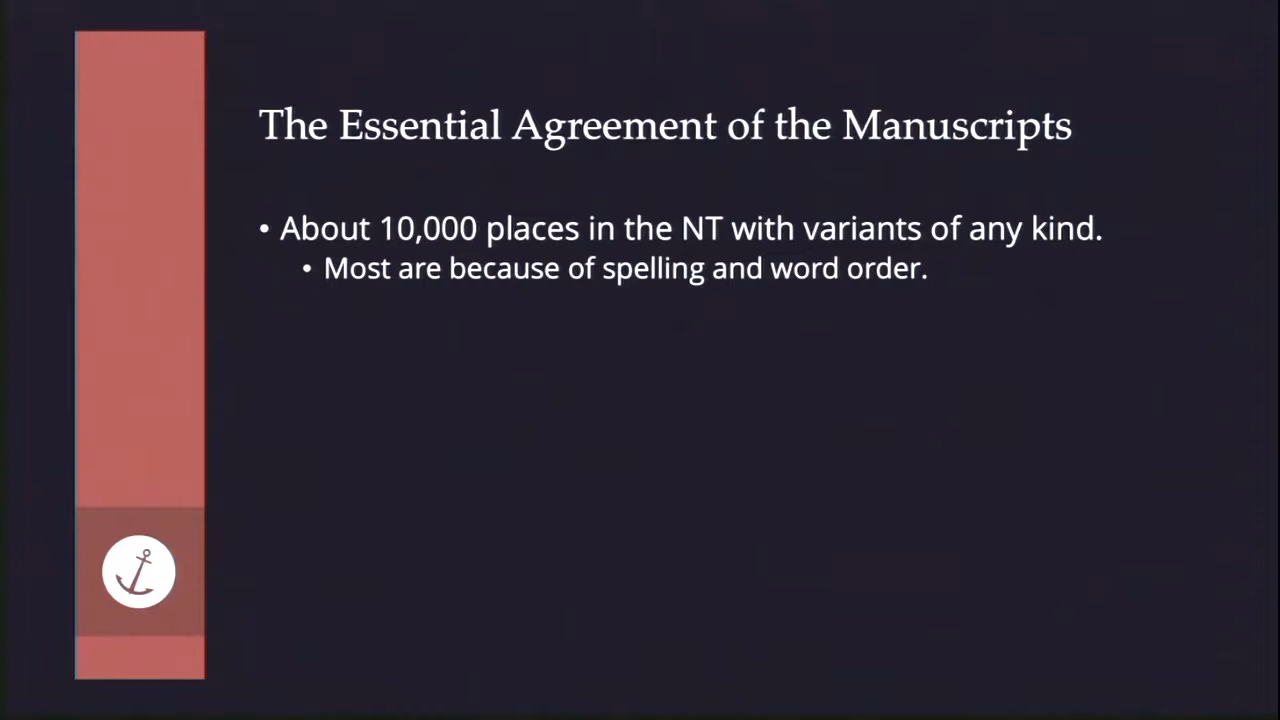 The Essential Agreement of the Manuscripts
• About 10,000 places in the NT with variants of any kind.
• Most are because of spelling and word order.